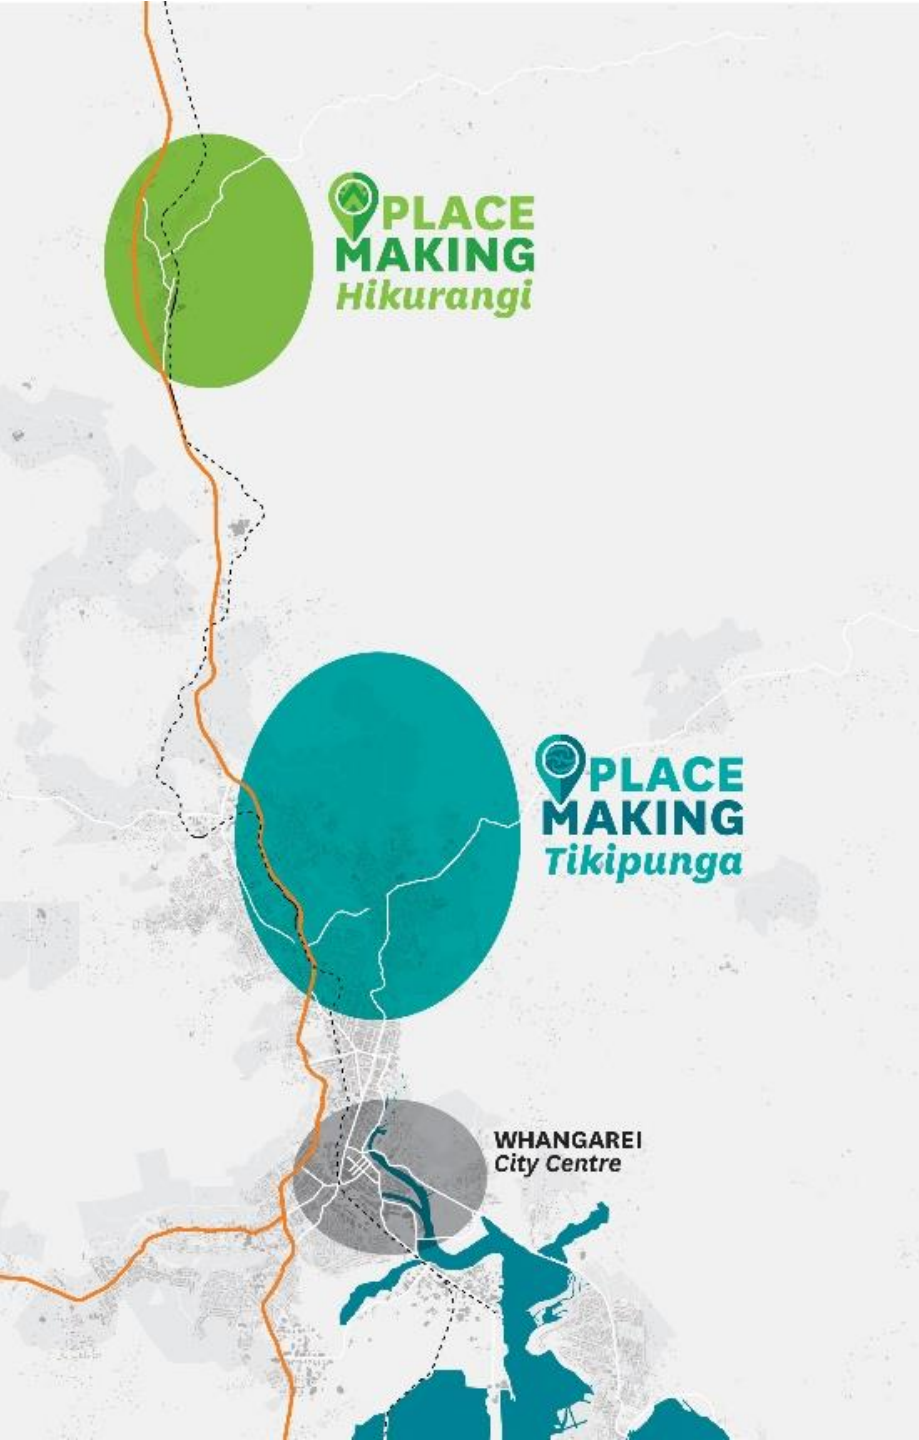 PLACE
MAKING
Hikurangi
PLACE
MAKING
Tikipunga
WHANGAREI
City Centre